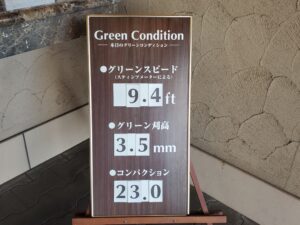 Green Condition
本日のグリーンコンディション
●グリーンスピード
(スティンプメーターによる)
9.4ft
●グリーン刈高
3.5mm
●コンパクション
23.0